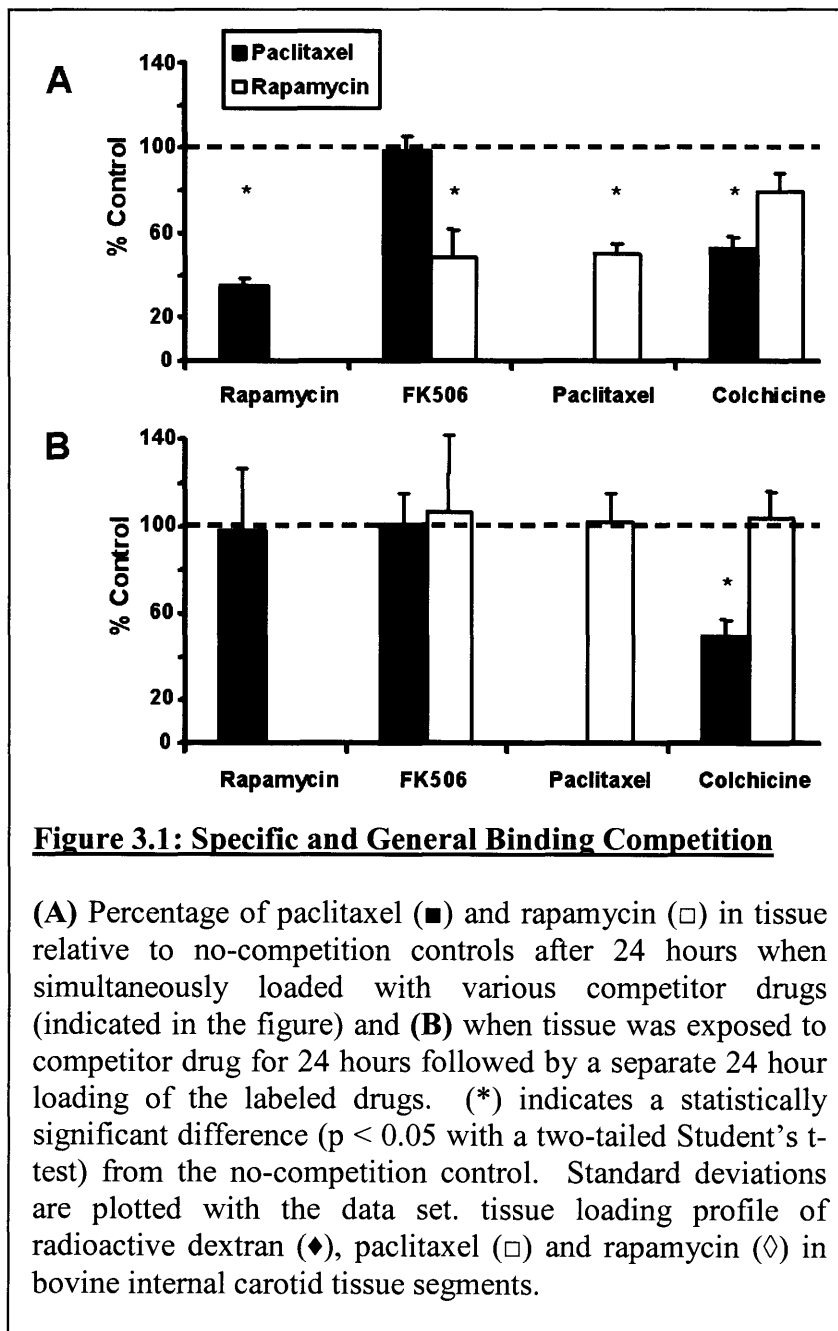 ■ Paclitaxel
□ Rapamycin
A
140
100
60
20
0
% Control
* * * *
Rapamycin FK506 Paclitaxel Colchicine
B
140
100
60
20
0
% Control
*
Rapamycin FK506 Paclitaxel Colchicine
Figure 3.1: Specific and General Binding Competition
(A) Percentage of paclitaxel (■) and rapamycin (□) in tissue
relative to no-competition controls after 24 hours when
simultaneously loaded with various competitor drugs
(indicated in the figure) and (B) when tissue was exposed to
competitor drug for 24 hours followed by a separate 24 hour
loading of the labeled drugs. (*) indicates a statistically
significant difference (p < 0.05 with a two-tailed Student's t-
test) from the no-competition control. Standard deviations
are plotted with the data set. tissue loading profile of
radioactive dextran (♦), paclitaxel (□) and rapamycin (◊) in
bovine internal carotid tissue segments.